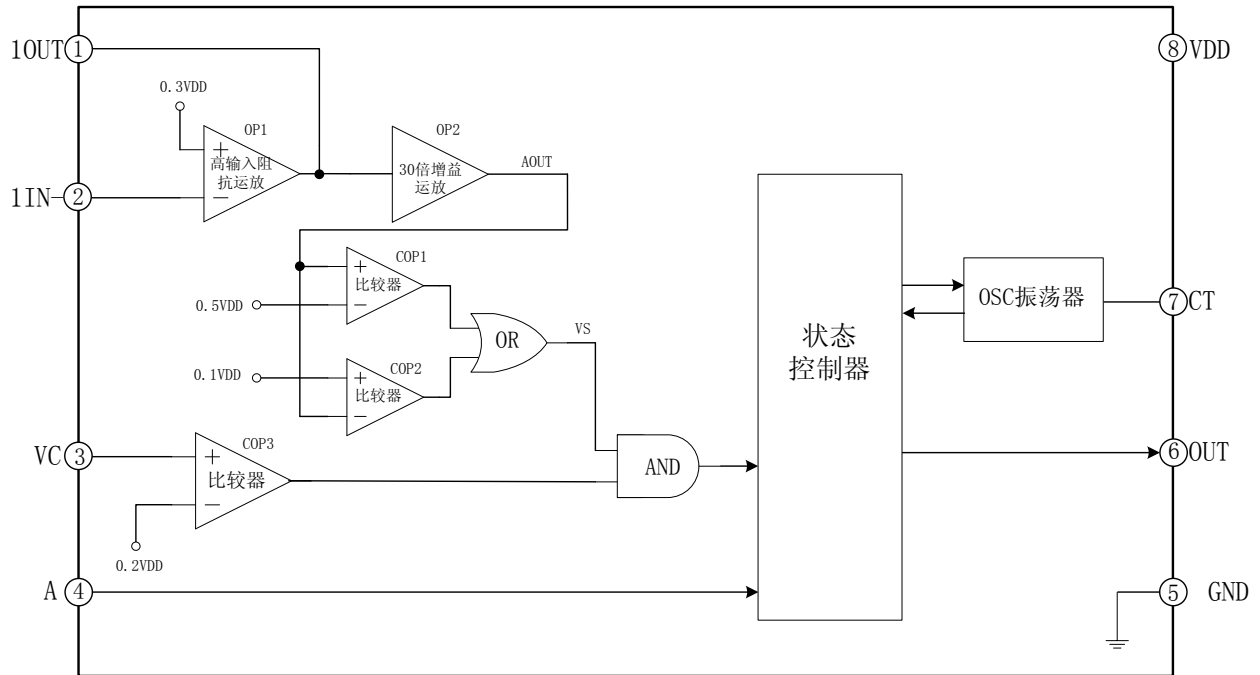 1OUT 1
8 VDD
0.3VDD
OP1
OP2
+
高输入阻
抗运放
-
30倍增益
运放
AOUT
1IN- 2
COP1
+
比较器
-
0.5VDD
OR
VS
COP2
0.1VDD
+
比较器
-
状态
控制器
OSC振荡器
7 CT
VC 3
COP3
+
比较器
-
0.2VDD
AND
6 OUT
A 4
5 GND